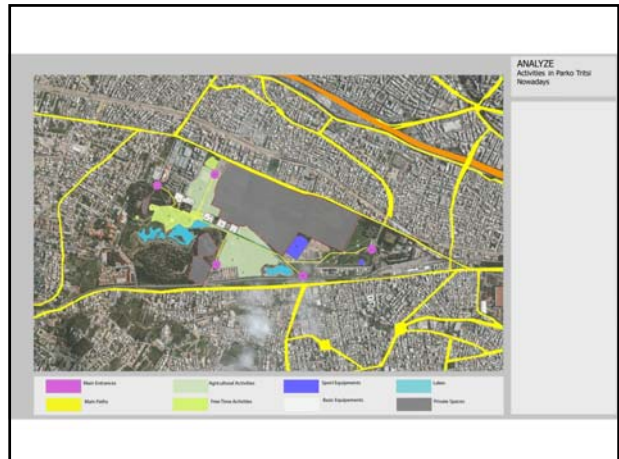 ANALYZE
Activities in Parko Tritsi
Nowadays
Main Entrances
Agricultural Activities
Sport Equipements
Lakes
Main Paths
Free Time Activities
Basic Equipements
Private Spaces